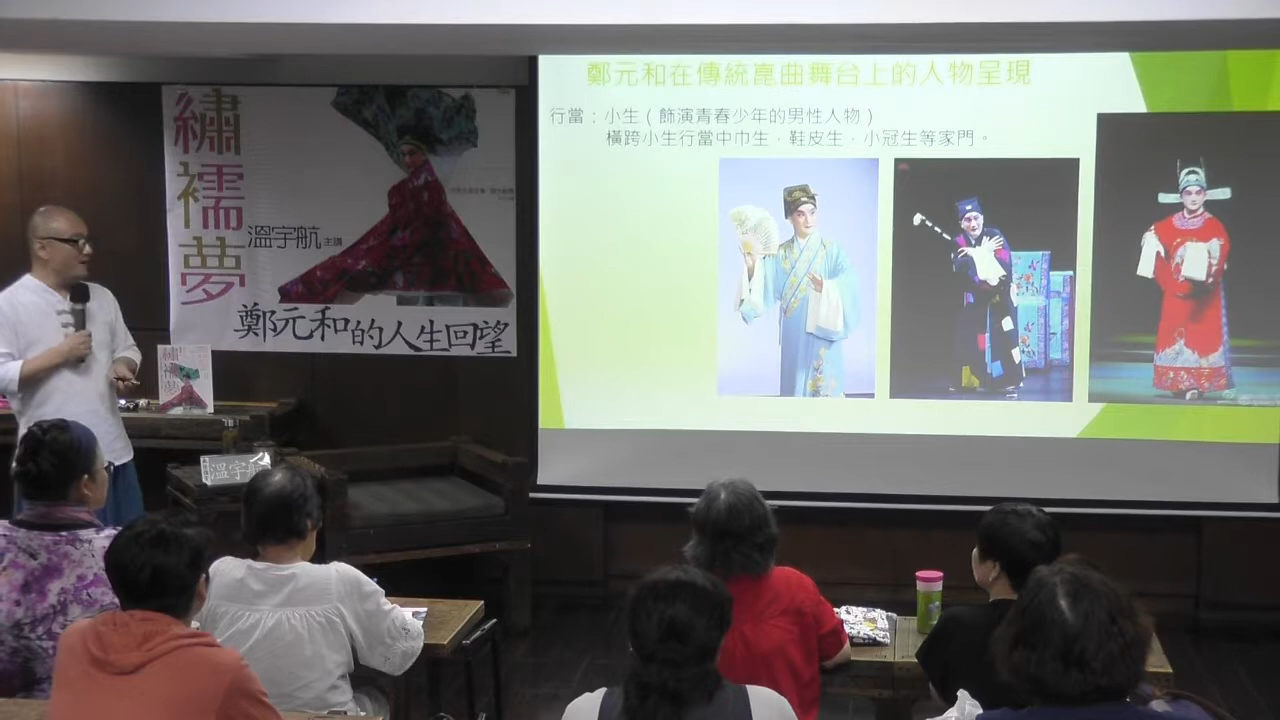 繡襦夢
溫宇航 主講
鄭元和的人生回望
繡襦夢
溫宇航
鄭元和在傳統崑曲舞台上的人物呈現
行當：小生（飾演青春少年的男性人物）
橫跨小生行當中巾生，鞋皮生，小冠生等家門。